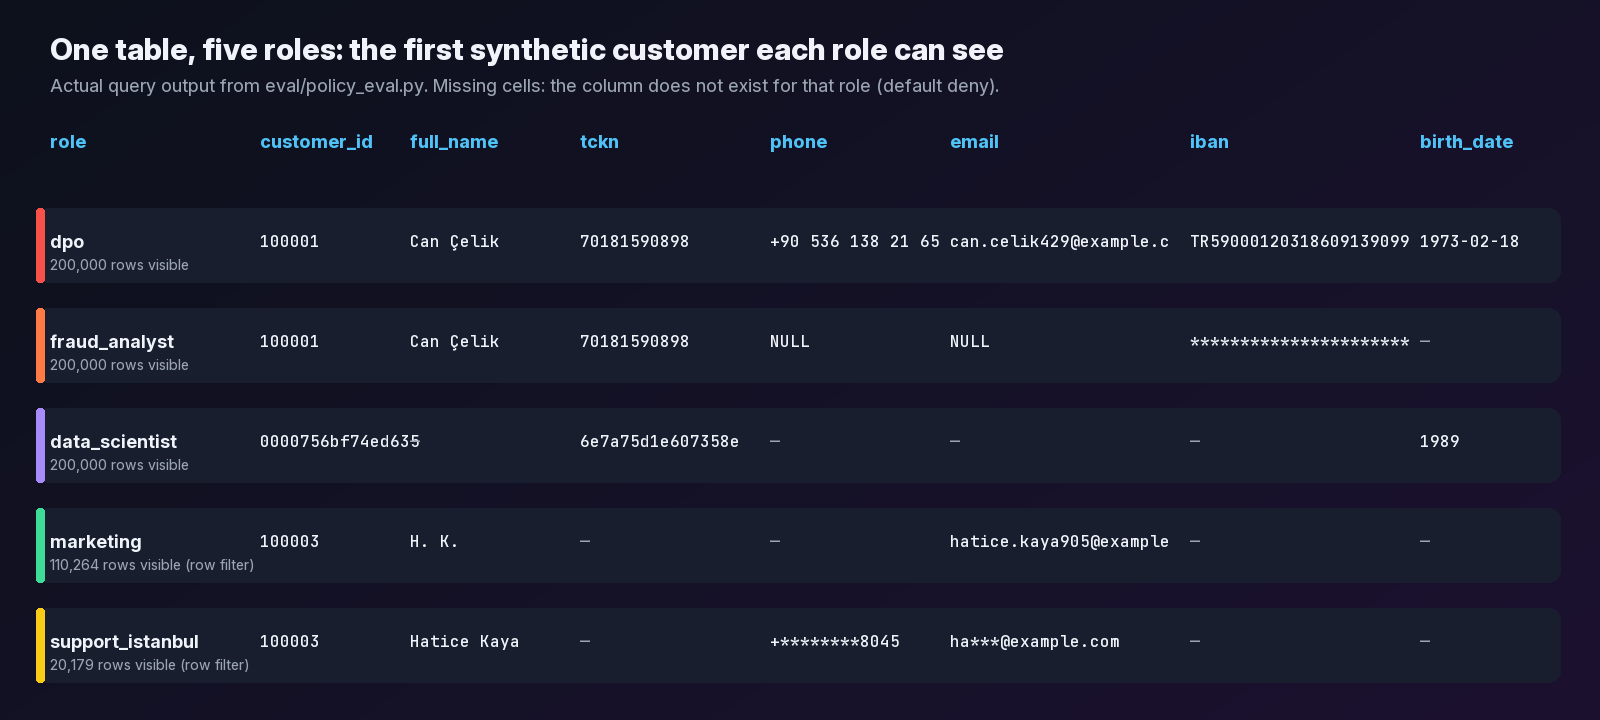 One table, five roles: the first synthetic customer each role can see
Actual query output from eval/policy_eval.py. Missing cells: the column does not exist for that role (default deny).
role customer_id full_name tckn phone email iban birth_date
dpo 100001 Can Çelik 70181590898 +90 536 138 21 65 can.celik429@example.c TR59000120318609139099 1973-02-18
200,000 rows visible
fraud_analyst 100001 Can Çelik 70181590898 NULL NULL ********************** —
200,000 rows visible
data_scientist 0000756bf74ed635 — 6e7a75d1e607358e — — — 1989
200,000 rows visible
marketing 100003 H. K. — — hatice.kaya905@example — —
110,264 rows visible (row filter)
support_istanbul 100003 Hatice Kaya — +********8045 ha***@example.com — —
20,179 rows visible (row filter)